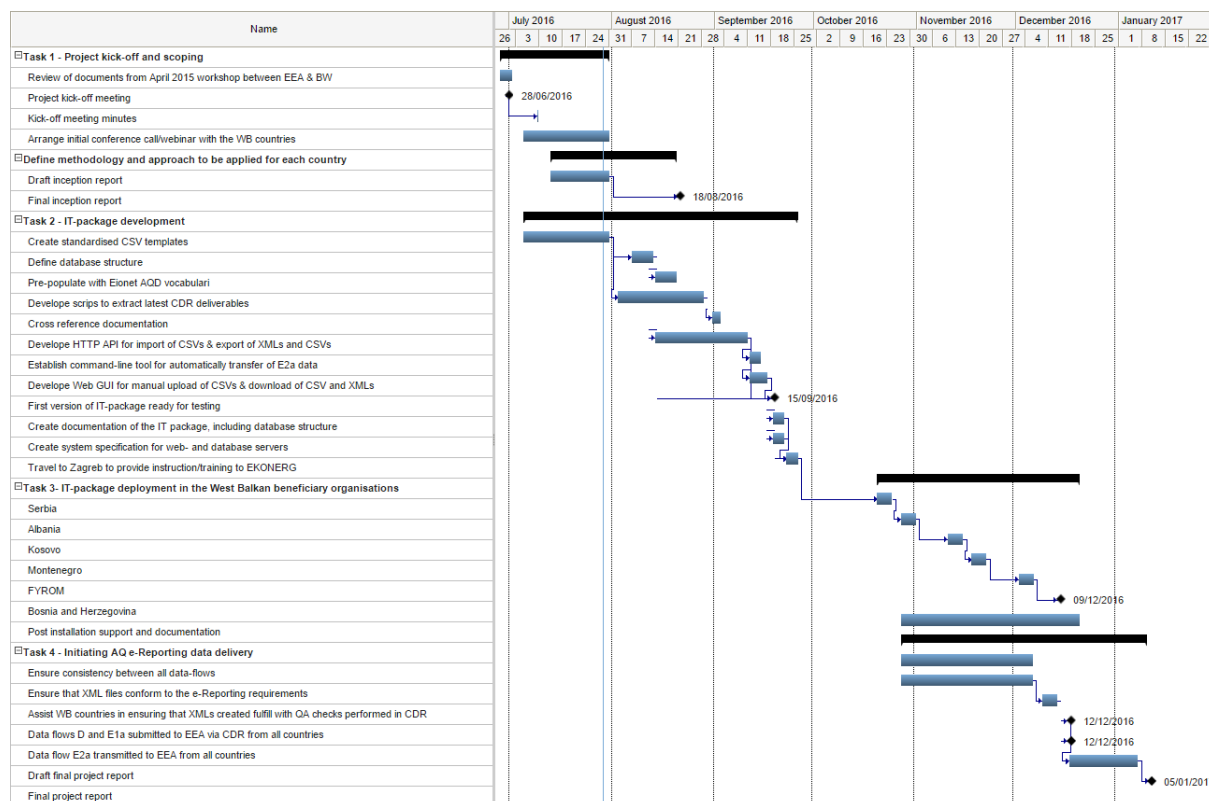 Name
July 2016 August 2016 September 2016 October 2016 November 2016 December 2016 January 2017
26 3 10 17 24 31 7 14 21 28 4 11 18 25 2 9 16 23 30 6 13 20 27 4 11 18 25 1 8 15 22
Task 1 - Project kick-off and scoping
Review of documents from April 2015 workshop between EEA & BW
Project kick-off meeting 28/06/2016
Kick-off meeting minutes
Arrange initial conference call/webinar with the WB countries
Define methodology and approach to be applied for each country
Draft inception report
Final inception report 18/08/2016
Task 2 - IT-package development
Create standardised CSV templates
Define database structure
Pre-populate with Eionet AQD vocabulari
Develop scrips to extract latest CDR deliverables
Cross reference documentation
Develope HTTP API for import of CSVs & export of XMLs and CSVs
Establish command-line tool for automatically transfer of E2a data
Develope Web GUI for manual upload of CSVs & download of CSV and XMLs
First version of IT-package ready for testing 15/09/2016
Create documentation of the IT package, including database structure
Create system specification for web- and database servers
Travel to Zagreb to provide instruction/training to EKONERG
Task 3- IT-package deployment in the West Balkan beneficiary organisations
Serbia
Albania
Kosovo
Montenegro
FYROM 09/12/2016
Bosnia and Herzegovina
Post installation support and documentation
Task 4 - Initiating AQ e-Reporting data delivery
Ensure consistency between all data-flows
Ensure that XML files conform to the e-Reporting requirements
Assist WB countries in ensuring that XMLs created fulfill with QA checks performed in CDR
Data flows D and E1a submitted to EEA via CDR from all countries 12/12/2016
Data flow E2a transmitted to EEA from all countries 12/12/2016
Draft final project report
Final project report 05/01/201